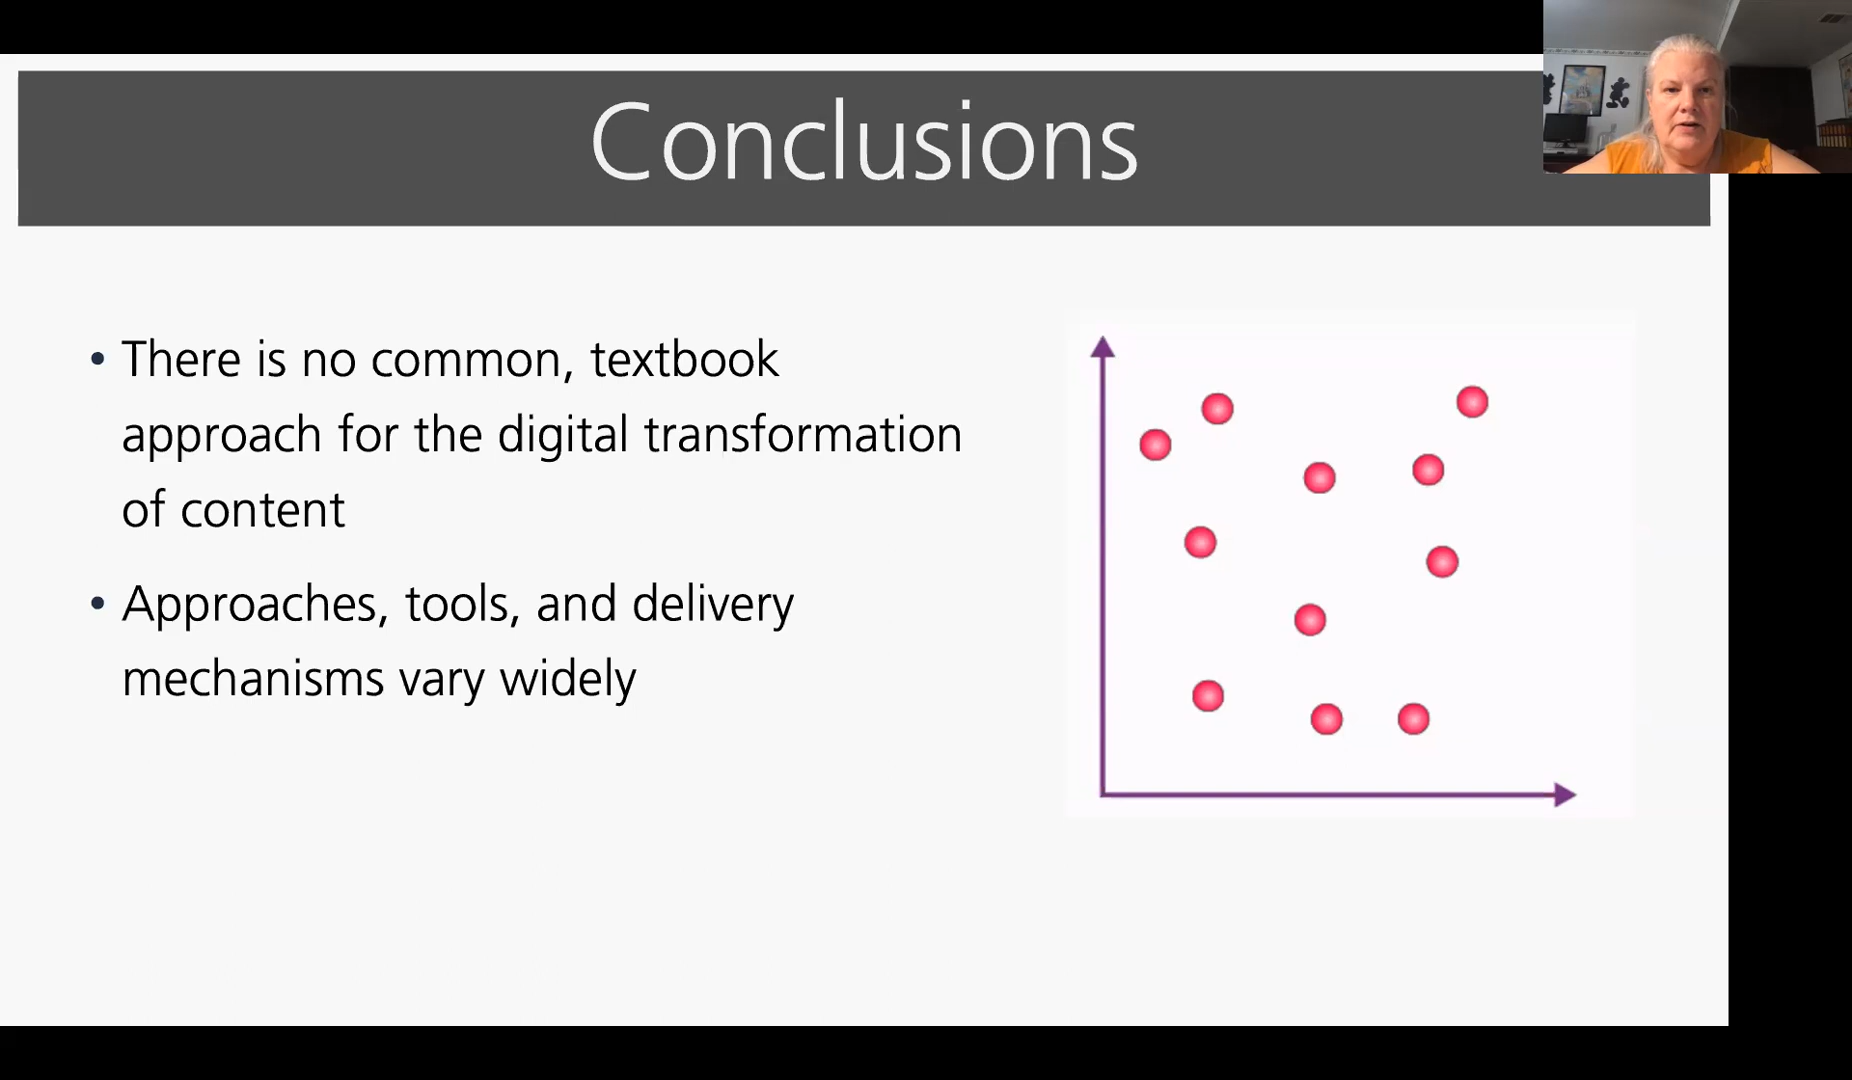 Conclusions
• There is no common, textbook
approach for the digital transformation
of content
• Approaches, tools, and delivery
mechanisms vary widely